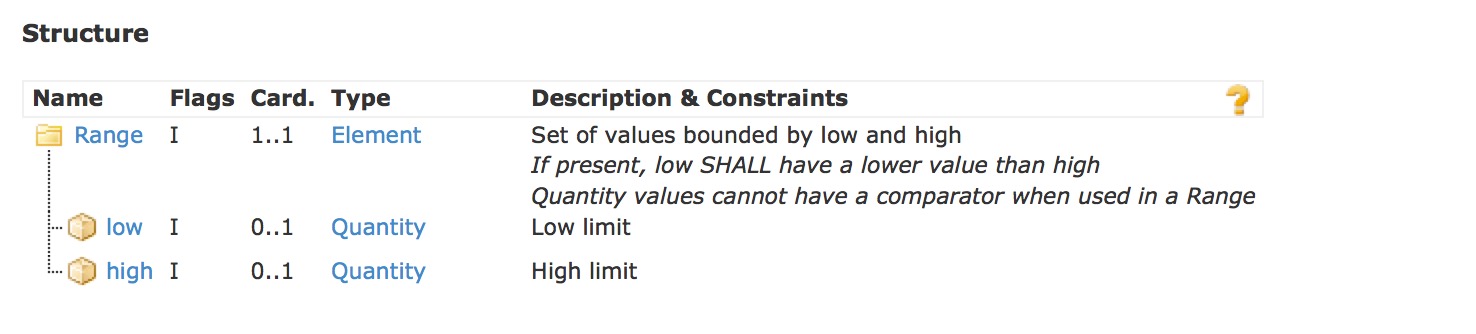 Structure
Name Flags Card. Type Description & Constraints ?
Range I 1..1 Element Set of values bounded by low and high
If present, low SHALL have a lower value than high
Quantity values cannot have a comparator when used in a Range
low I 0..1 Quantity Low limit
high I 0..1 Quantity High limit